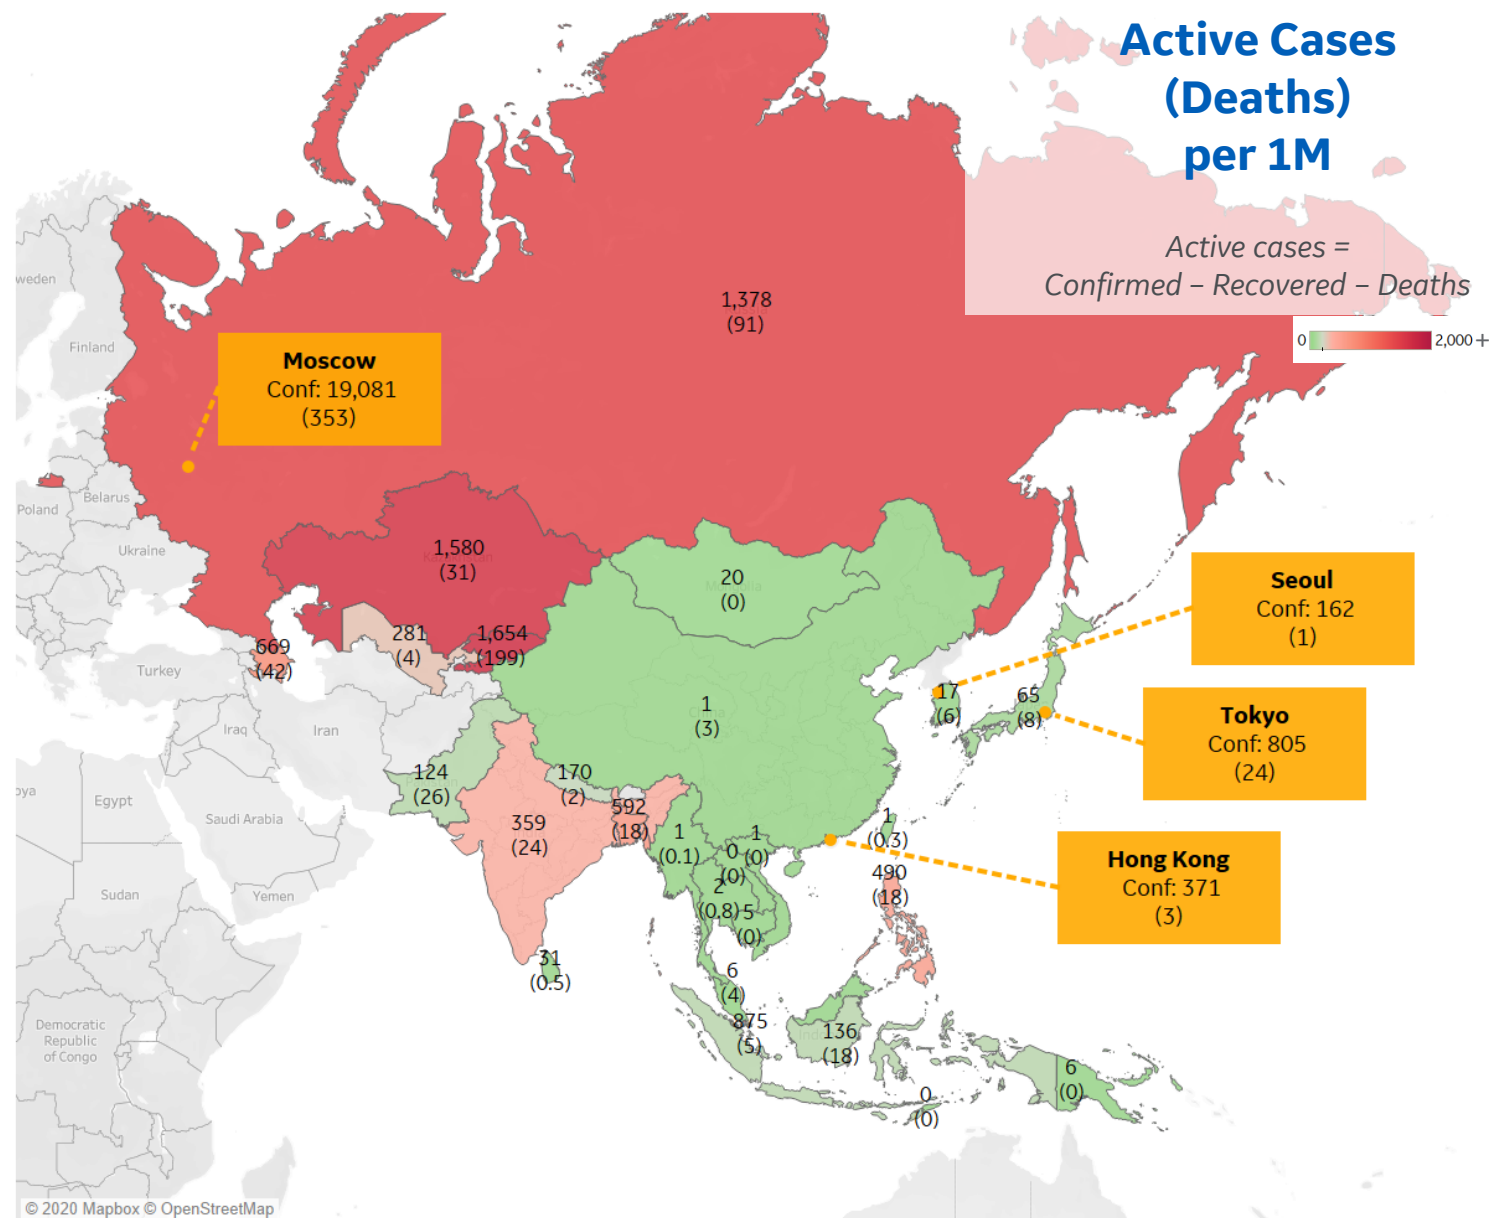 Active Cases
(Deaths)
per 1M
Active cases =
Confirmed – Recovered – Deaths
0
2,000 +
1,378
(91)
weden
Finland
Moscow
Conf: 19,081
(353)
Belarus
Poland
Ukraine
1,580
(31)
20
(0)
Seoul
Conf: 162
(1)
281
(4)
1,654
(199)
669
(42)
Turkey
17
(6)
65
(8)
Tokyo
Conf: 805
(24)
1
(3)
Iraq
Iran
124
(26)
170
(2)
oya
Egypt
Saudi Arabia
592
(18)
359
(24)
1
(0.1)
1
(0)
0
(0)
1
(0.3)
Hong Kong
Conf: 371
(3)
490
(18)
2
(0.8)
5
(0)
Sudan
Yemen
31
(0.5)
6
(4)
875
(5)
136
(18)
Democratic
Republic
of Congo
6
(0)
0
(0)
© 2020 Mapbox © OpenStreetMap